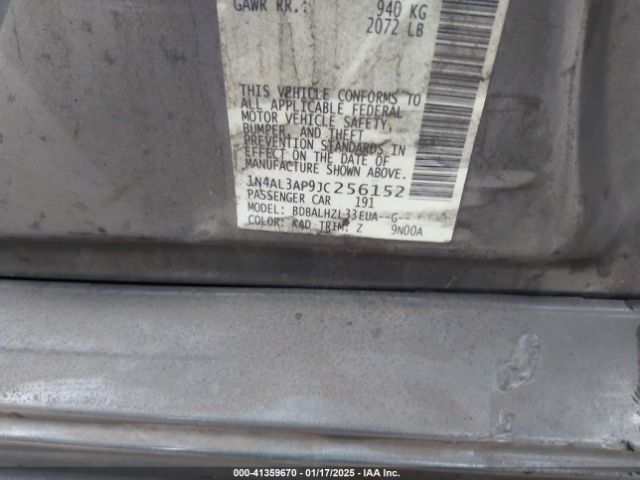 GAWR RR.: 940 KG
2072 LB
THIS VEHICLE CONFORMS TO
ALL APPLICABLE FEDERAL
MOTOR VEHICLE SAFETY,
BUMPER, AND THEFT
PREVENTION STANDARDS IN
EFFECT ON THE DATE OF
MANUFACTURE SHOWN ABOVE.
1N4AL3AP9JC256152
PASSENGER CAR 191
MODEL: BDBALHZL33EUA--G--
COLOR: KAD TRIM: Z 9N00A
000-41359670 - 01/17/2025 - IAA Inc.